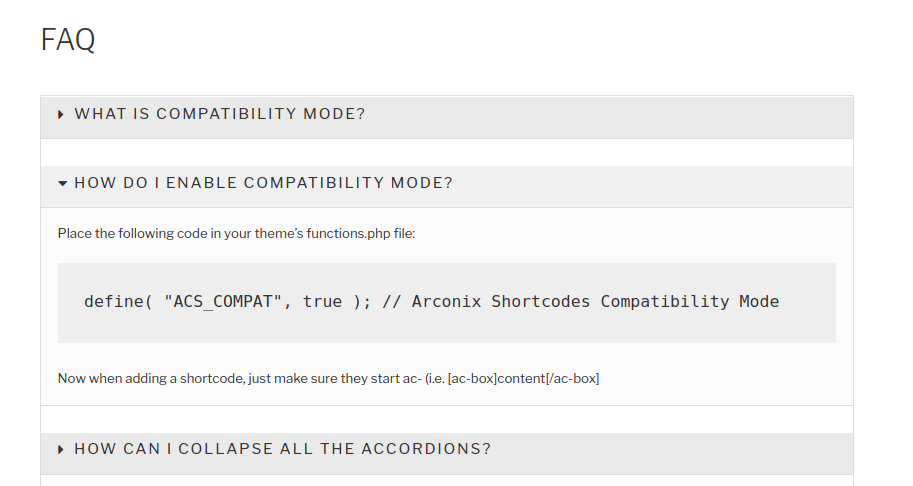 FAQ
WHAT IS COMPATIBILITY MODE?
HOW DO I ENABLE COMPATIBILITY MODE?
Place the following code in your theme’s functions.php file:
define( "ACS_COMPAT", true ); // Arconix Shortcodes Compatibility Mode
Now when adding a shortcode, just make sure they start ac- (i.e. [ac-box]content[/ac-box]
HOW CAN I COLLAPSE ALL THE ACCORDIONS?